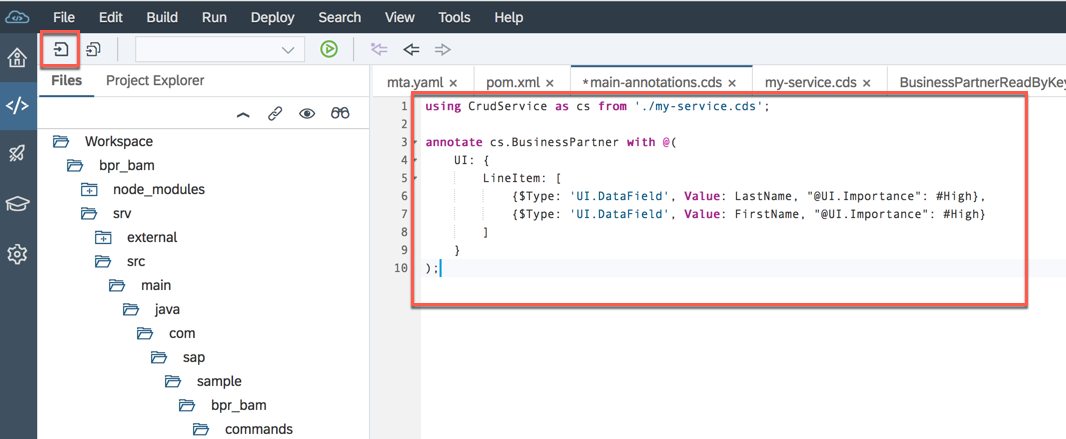 File Edit Build Run Deploy Search View Tools Help
Files Project Explorer
mta.yaml × pom.xml × *main-annotations.cds × my-service.cds × BusinessPartnerReadByKey
Workspace
bpr_bam
node_modules
srv
external
src
main
java
com
sap
sample
bpr_bam
commands
1 using CrudService as cs from './my-service.cds';
2
3 annotate cs.BusinessPartner with @(
4 UI: {
5 LineItem: [
6 {$Type: 'UI.DataField', Value: LastName, "@UI.Importance": #High},
7 {$Type: 'UI.DataField', Value: FirstName, "@UI.Importance": #High}
8 ]
9 }
10 );